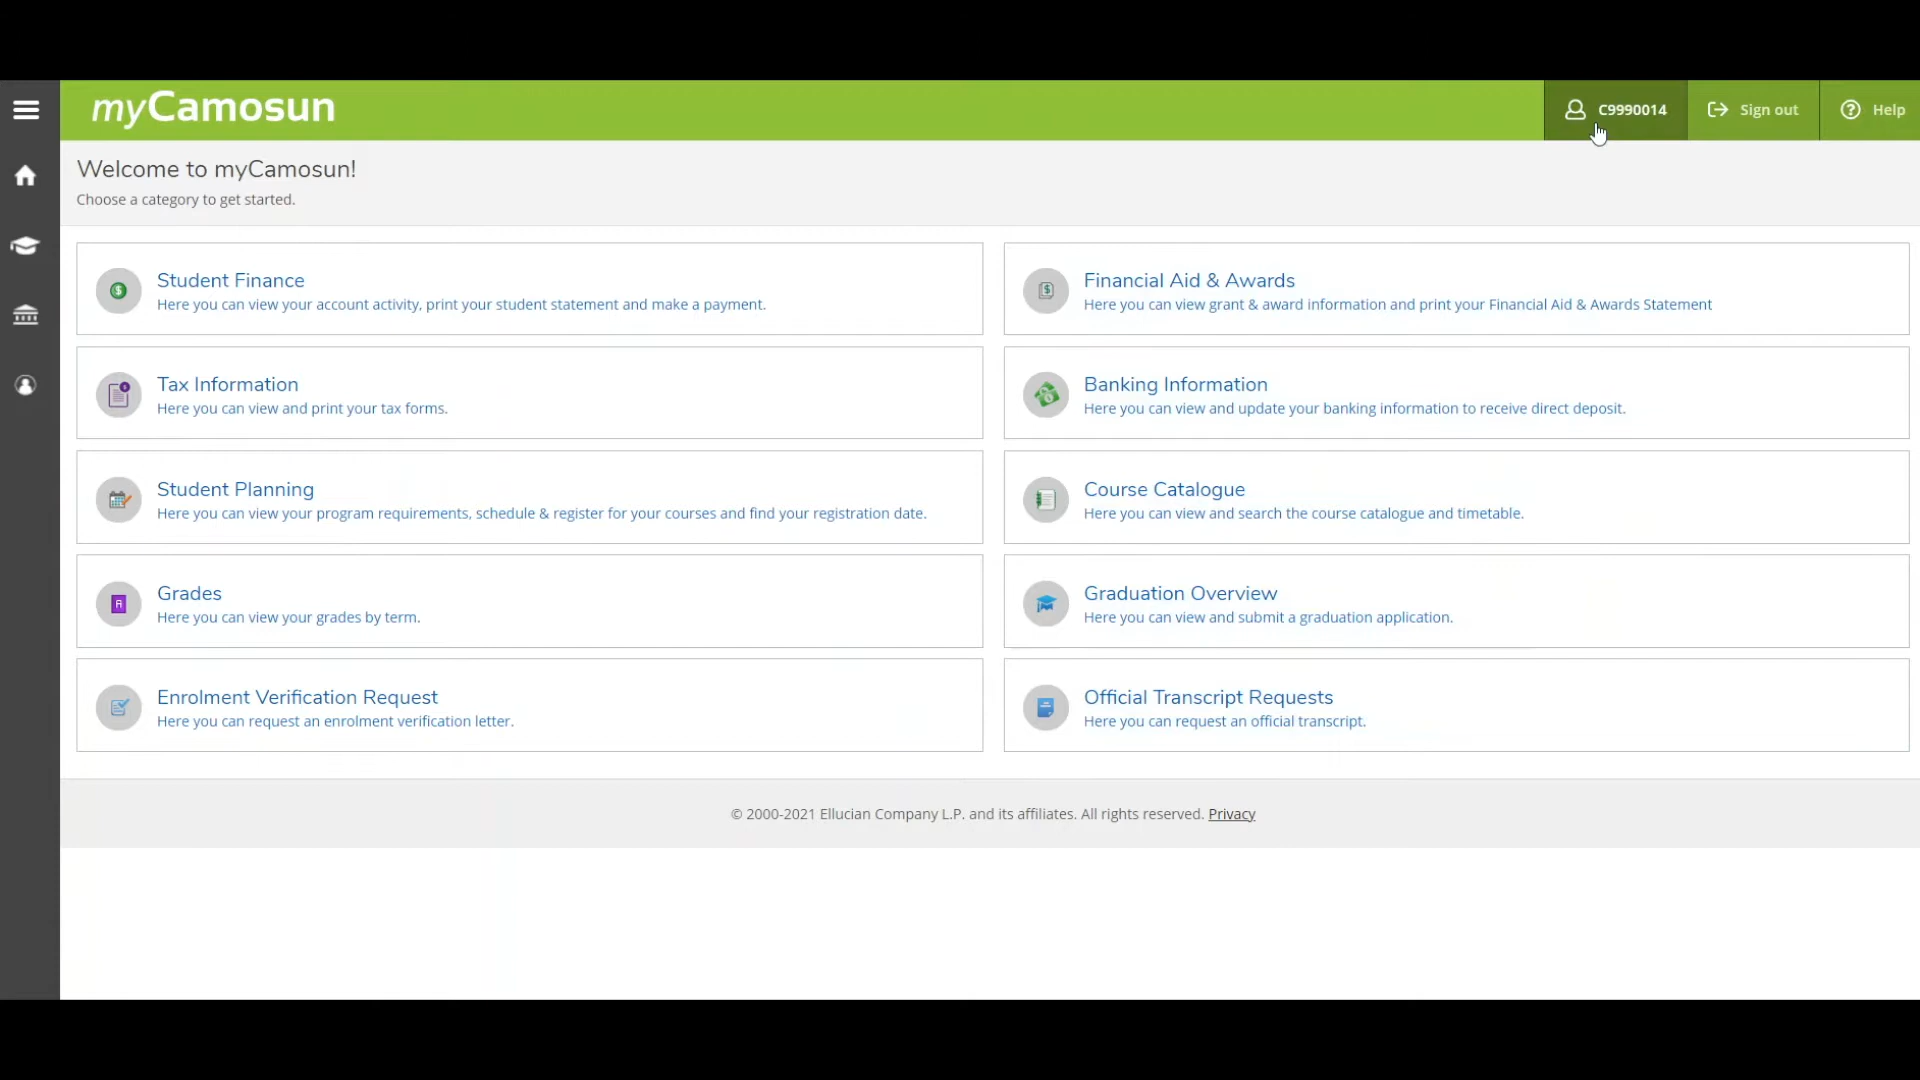 myCamosun
C9990014
Sign out
Help
Welcome to myCamosun!
Choose a category to get started.
Student Finance
Here you can view your account activity, print your student statement and make a payment.
Financial Aid & Awards
Here you can view grant & award information and print your Financial Aid & Awards Statement
Tax Information
Here you can view and print your tax forms.
Banking Information
Here you can view and update your banking information to receive direct deposit.
Student Planning
Here you can view your program requirements, schedule & register for your courses and find your registration date.
Course Catalogue
Here you can view and search the course catalogue and timetable.
Grades
Here you can view your grades by term.
Graduation Overview
Here you can view and submit a graduation application.
Enrolment Verification Request
Here you can request an enrolment verification letter.
Official Transcript Requests
Here you can request an official transcript.
© 2000-2021 Ellucian Company L.P. and its affiliates. All rights reserved. Privacy